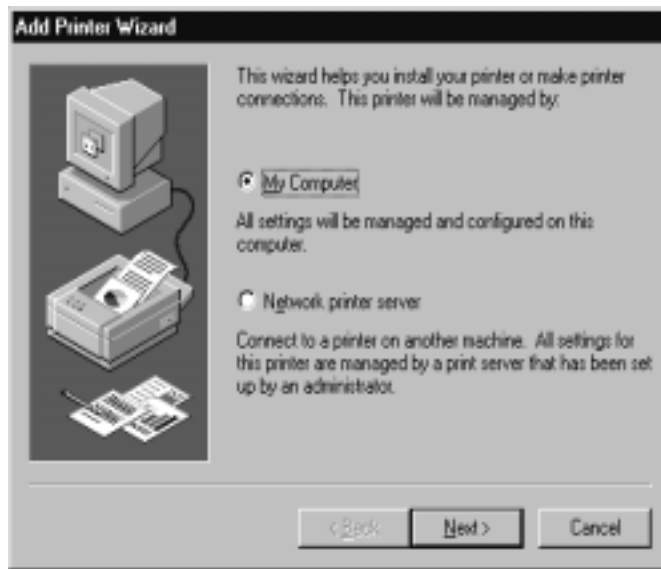 Add Printer Wizard
This wizard helps you install your printer or make printer
connections. This printer will be managed by:
My Computer
All settings will be managed and configured on this
computer.
Network printer server
Connect to a printer on another machine. All settings for
this printer are managed by a print server that has been set
up by an administrator.
< Back
Next >
Cancel